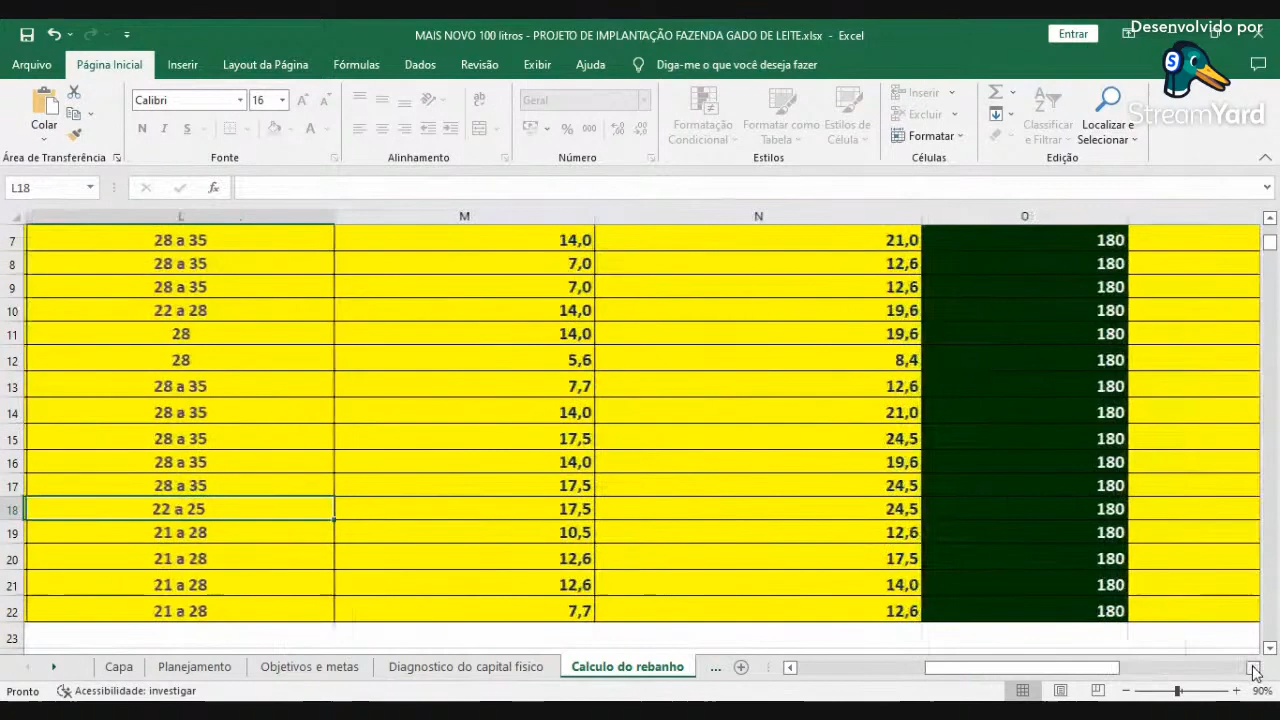 Desenvolvido por
StreamYard
MAIS NOVO 100 litros - PROJETO DE IMPLANTAÇÃO FAZENDA GADO DE LEITE.xlsx - Excel
Entrar
Arquivo Página Inicial Inserir Layout da Página Fórmulas Dados Revisão Exibir Ajuda Diga-me o que você deseja fazer
Colar
Calibri 16
N I S
Geral
% 000
Formatação Condicional
Formatar como Tabela
Estilos de Célula
Inserir
Excluir
Formatar
Classificar e Filtrar
Localizar e Selecionar
Área de Transferência Fonte Alinhamento Número Estilos Células Edição
L18 fx
L M N O
7 28 a 35 14,0 21,0 180
8 28 a 35 7,0 12,6 180
9 28 a 35 7,0 12,6 180
10 22 a 28 14,0 19,6 180
11 28 14,0 19,6 180
12 28 5,6 8,4 180
13 28 a 35 7,7 12,6 180
14 28 a 35 14,0 21,0 180
15 28 a 35 17,5 24,5 180
16 28 a 35 14,0 19,6 180
17 28 a 35 17,5 24,5 180
18 22 a 25 17,5 24,5 180
19 21 a 28 10,5 12,6 180
20 21 a 28 12,6 17,5 180
21 21 a 28 12,6 14,0 180
22 21 a 28 7,7 12,6 180
23
Capa Planejamento Objetivos e metas Diagnostico do capital fisico Calculo do rebanho ...
Pronto Acessibilidade: investigar 90%